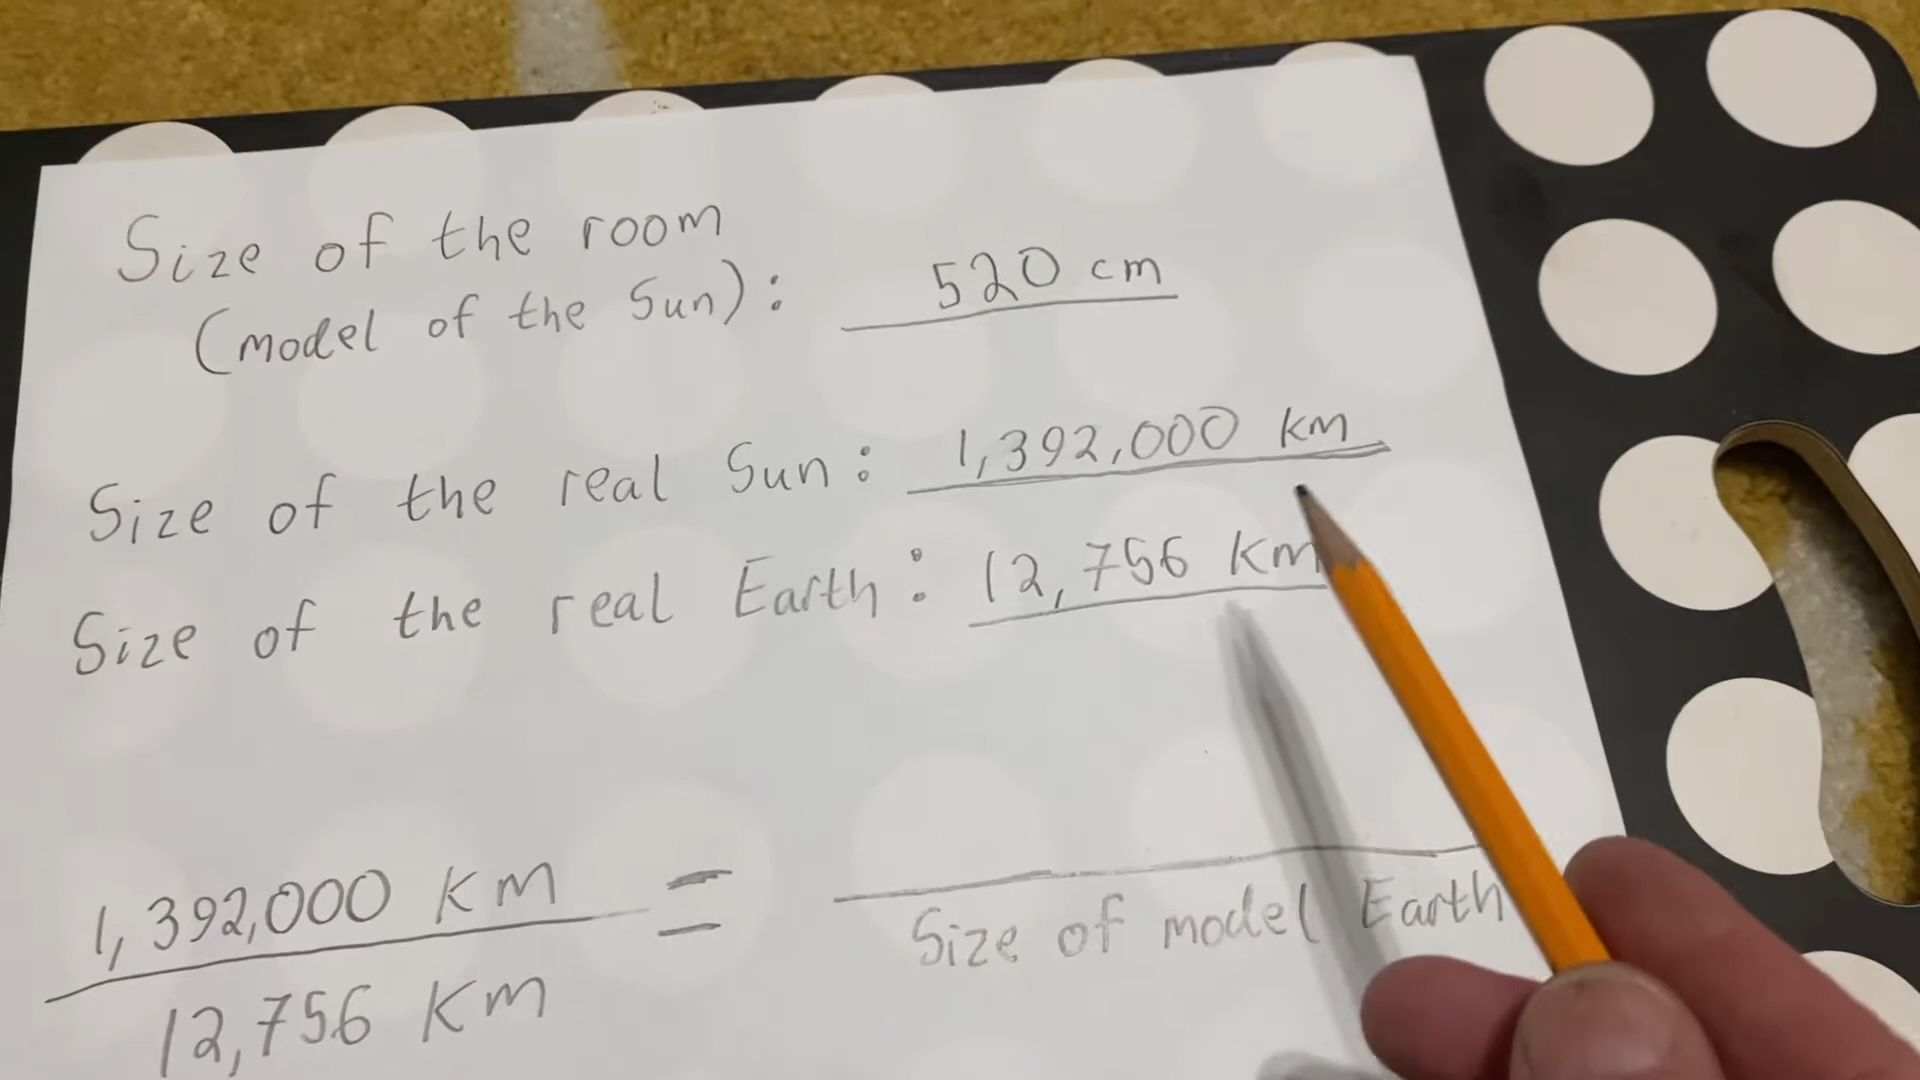 Size of the room
(model of the Sun): 520 cm
Size of the real Sun: 1,392,000 km
Size of the real Earth: 12,756 km
1,392,000 KM
12,756 KM
=
Size of model Earth